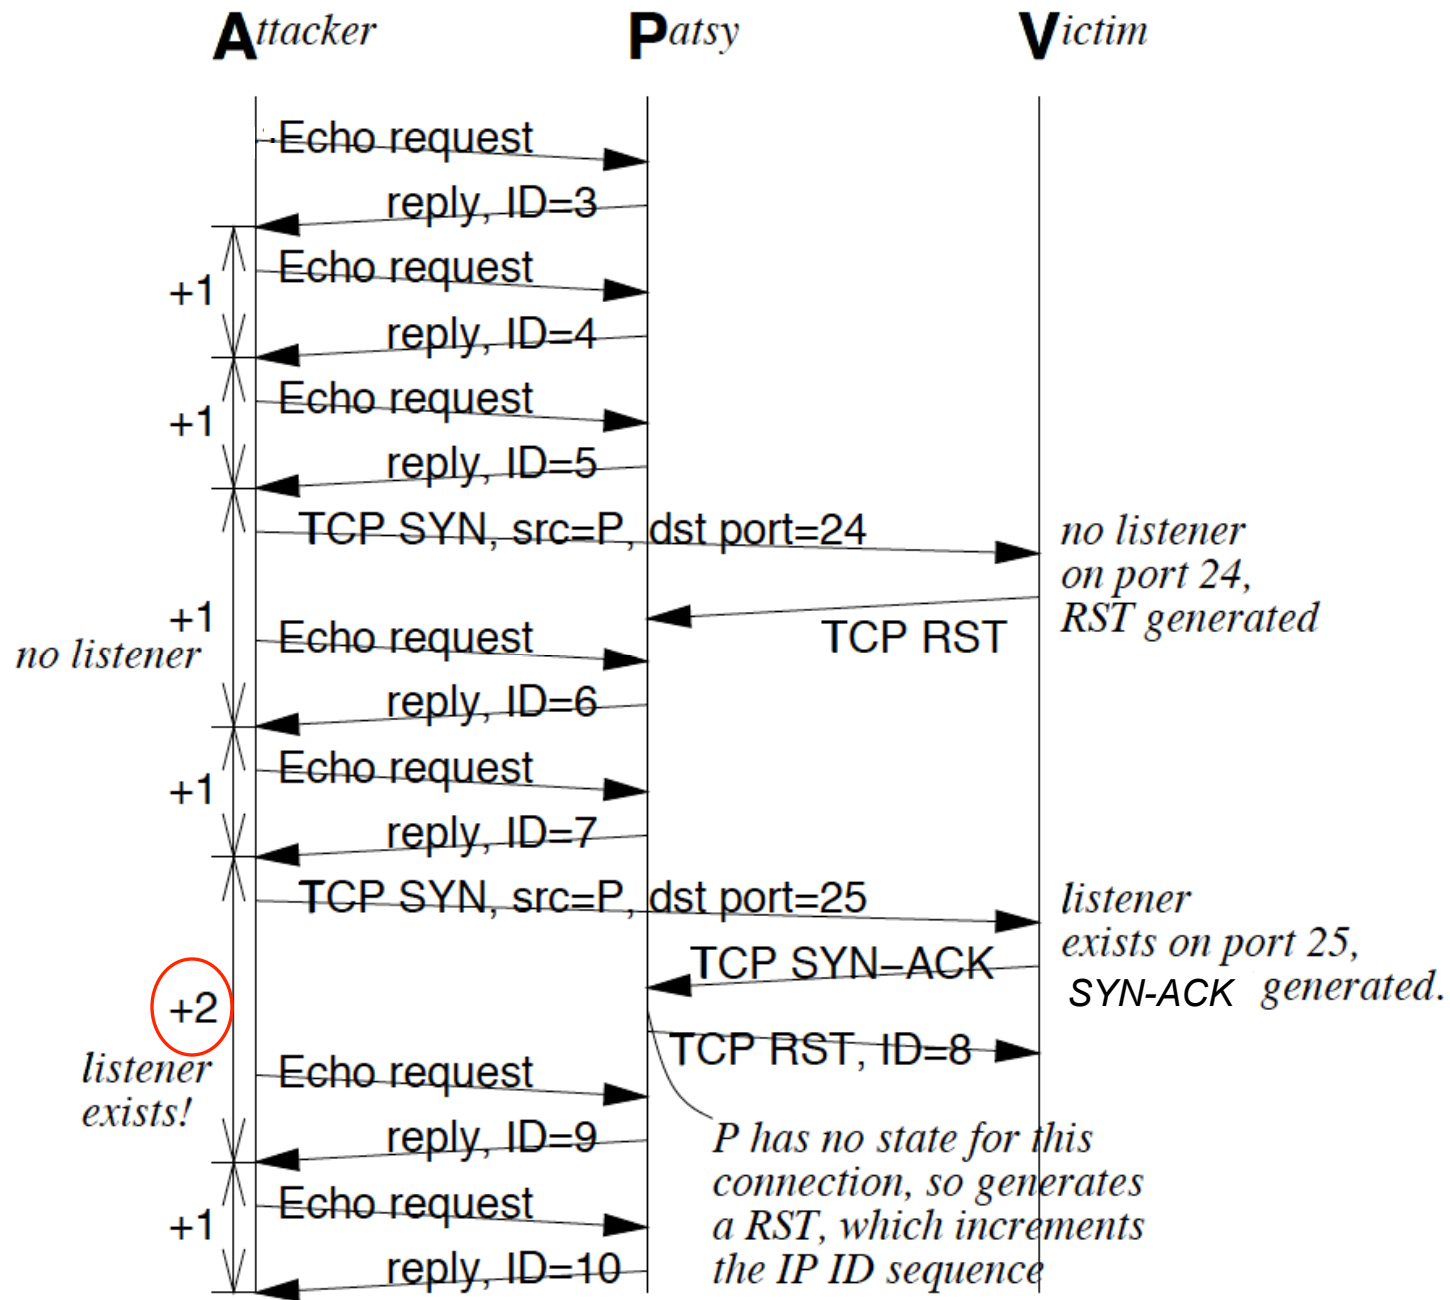 Attacker Patsy Victim
Echo request
reply, ID=3
+1
Echo request
reply, ID=4
+1
Echo request
reply, ID=5
TCP SYN, src=P, dst port=24
no listener
on port 24,
RST generated
TCP RST
+1
no listener
Echo request
reply, ID=6
+1
Echo request
reply, ID=7
TCP SYN, src=P, dst port=25
listener
exists on port 25,
SYN-ACK generated.
TCP SYN–ACK
+2
listener
exists!
TCP RST, ID=8
Echo request
reply, ID=9
P has no state for this
connection, so generates
a RST, which increments
the IP ID sequence
+1
Echo request
reply, ID=10